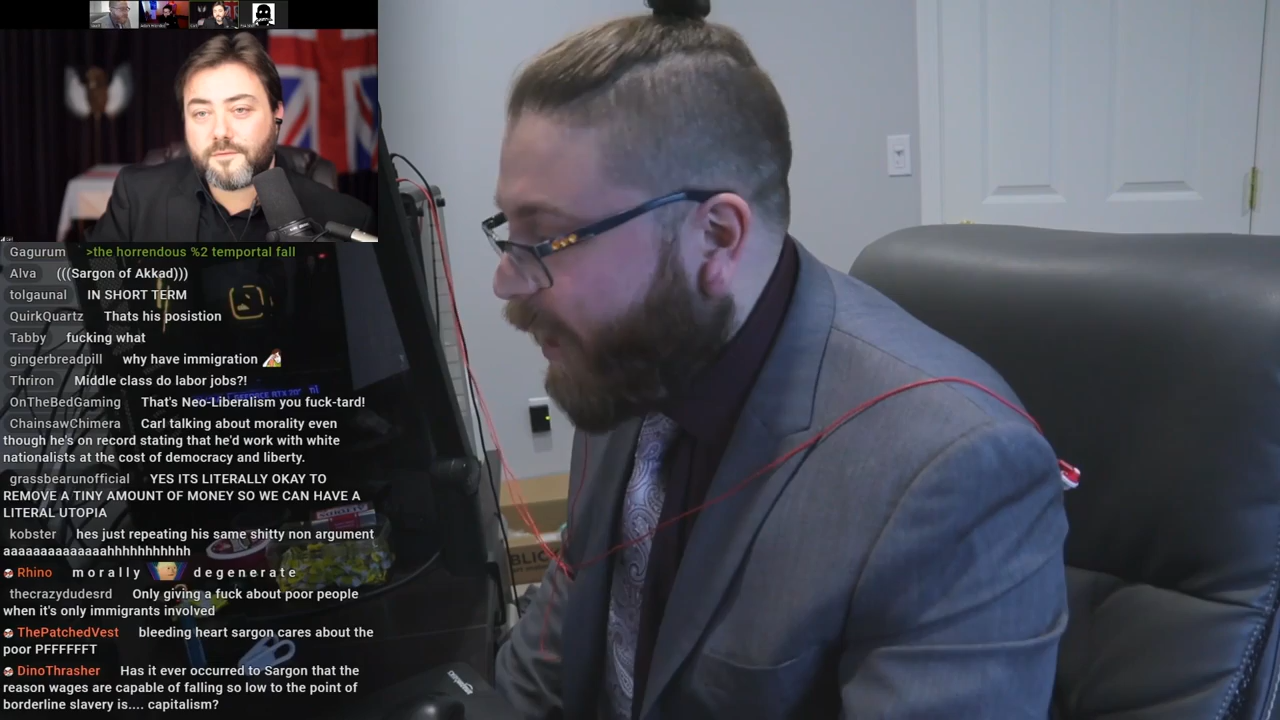 Gagurum >the horrendous %2 temportal fall
Alva (((Sargon of Akkad)))
tolgaunal IN SHORT TERM
QuirkQuartz Thats his posistion
Tabby fucking what
gingerbreadpill why have immigration
Thriron Middle class do labor jobs?!
OnTheBedGaming That's Neo-Liberalism you fuck-tard!
ChainsawChimera Carl talking about morality even
though he's on record stating that he'd work with white
nationalists at the cost of democracy and liberty.
grassbearunofficial YES ITS LITERALLY OKAY TO
REMOVE A TINY AMOUNT OF MONEY SO WE CAN HAVE A
LITERAL UTOPIA
kobster hes just repeating his same shitty non argument
aaaaaaaaaaaaaahhhhhhhhhhh
Rhino m o r a l l y d e g e n e r a t e
thecrazydudesrd Only giving a fuck about poor people
when it's only immigrants involved
ThePatchedVest bleeding heart sargon cares about the
poor PFFFFFFT
DinoThrasher Has it ever occurred to Sargon that the
reason wages are capable of falling so low to the point of
borderline slavery is.... capitalism?